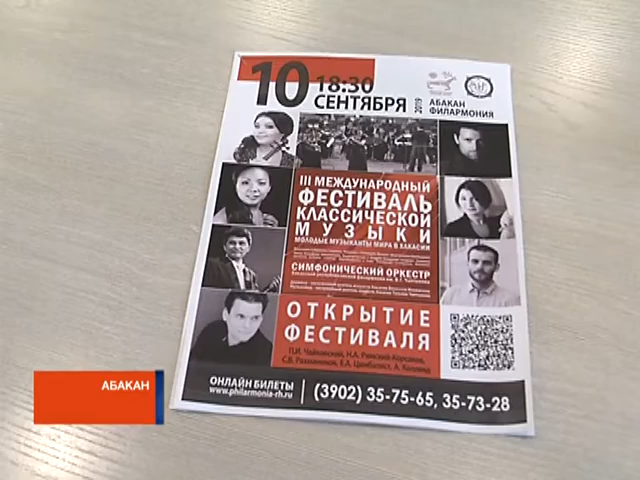 10 18:30
СЕНТЯБРЯ
2019
АБАКАН
ФИЛАРМОНИЯ
III МЕЖДУНАРОДНЫЙ
ФЕСТИВАЛЬ
КЛАССИЧЕСКОЙ
МУЗЫКИ
МОЛОДЫЕ МУЗЫКАНТЫ МИРА В ХАКАСИИ
СИМФОНИЧЕСКИЙ ОРКЕСТР
ОТКРЫТИЕ
ФЕСТИВАЛЯ
П.И. Чайковский, Н.А. Римский-Корсаков,
С.В. Рахманинов, Е.А. Цимбалист, А.
ОНЛАЙН БИЛЕТЫ
www.philarmonia-rh.ru
(3902) 35-75-65, 35-73-28
АБАКАН